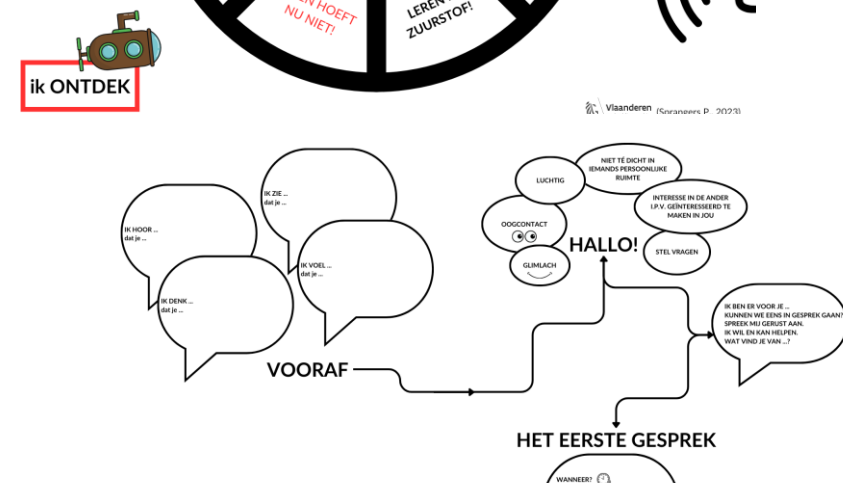 EN HOEFT
NU NIET!
LEREN
ZUURSTOF!
ik ONTDEK
Vlaanderen (Sprangers P., 2023)
IK ZIE ...
dat je ...
IK HOOR ...
dat je ...
IK VOEL ...
dat je ...
IK DENK ...
dat je ...
VOORAF
LUCHTIG
NIET TÉ DICHT IN
IEMANDS PERSOONLIJKE
RUIMTE
INTERESSE IN DE ANDER
I.P.V. GEÏNTERESSEERD TE
MAKEN IN JOU
OOGCONTACT
HALLO!
STEL VRAGEN
GLIMLACH
IK BEN ER VOOR JE ...
KUNNEN WE EENS IN GESPREK GAAN?
SPREEK MIJ GERUST AAN.
IK WIL EN KAN HELPEN.
WAT VIND JE VAN ...?
HET EERSTE GESPREK
WANNEER?